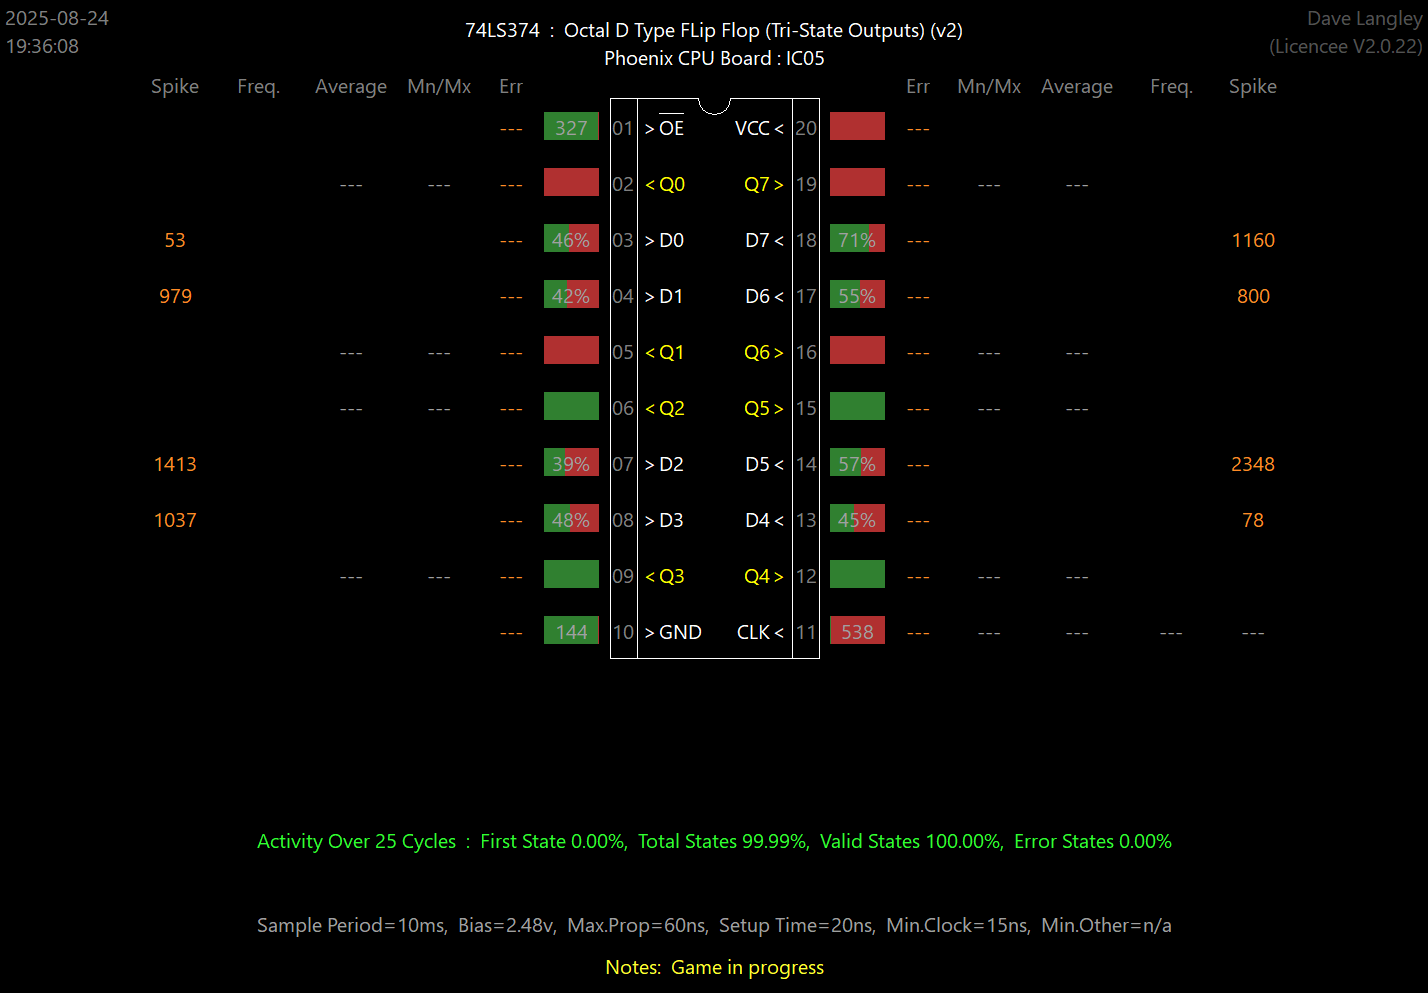 2025-08-24 74LS374 : Octal D Type FLip Flop (Tri-State Outputs) (v2) Dave Langley
19:36:08 Phoenix CPU Board : IC05 (Licencee V2.0.22)
Spike Freq. Average Mn/Mx Err Err Mn/Mx Average Freq. Spike
--- 327 01 > OE VCC < 20 ---
--- --- --- 02 < Q0 Q7 > 19 --- --- ---
53 --- 46% 03 > D0 D7 < 18 71% --- 1160
979 --- 42% 04 > D1 D6 < 17 55% --- 800
--- --- --- 05 < Q1 Q6 > 16 --- --- ---
--- --- --- 06 < Q2 Q5 > 15 --- --- ---
1413 --- 39% 07 > D2 D5 < 14 57% --- 2348
1037 --- 48% 08 > D3 D4 < 13 45% --- 78
--- --- --- 09 < Q3 Q4 > 12 --- --- ---
--- 144 10 > GND CLK < 11 538 --- --- --- --- ---
Activity Over 25 Cycles : First State 0.00%, Total States 99.99%, Valid States 100.00%, Error States 0.00%
Sample Period=10ms, Bias=2.48v, Max.Prop=60ns, Setup Time=20ns, Min.Clock=15ns, Min.Other=n/a
Notes: Game in progress